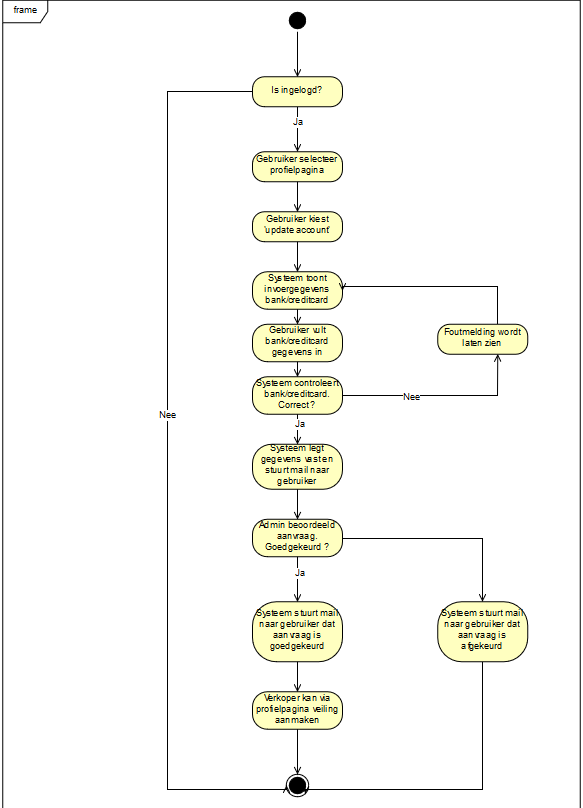 frame
Is ingelogd?
Ja
Gebruiker selecteer
profielpagina
Gebruiker kiest
'update account'
Systeem toont
invoergegevens
bank/creditcard
Gebruiker vult
bank/creditcard
gegevens in
Foutmelding wordt
laten zien
Systeem controleert
bank/creditcard.
Correct?
Nee
Nee
Ja
Systeem legt
gegevens vast en
stuurt mail naar
gebruiker
Admin beoordeeld
aanvraag.
Goedgekeurd ?
Ja
Systeem stuurt mail
naar gebruiker dat
aanvraag is
goedgekeurd
Systeem stuurt mail
naar gebruiker dat
aanvraag is
afgekeurd
Verkoper kan via
profielpagina veiling
aanmaken